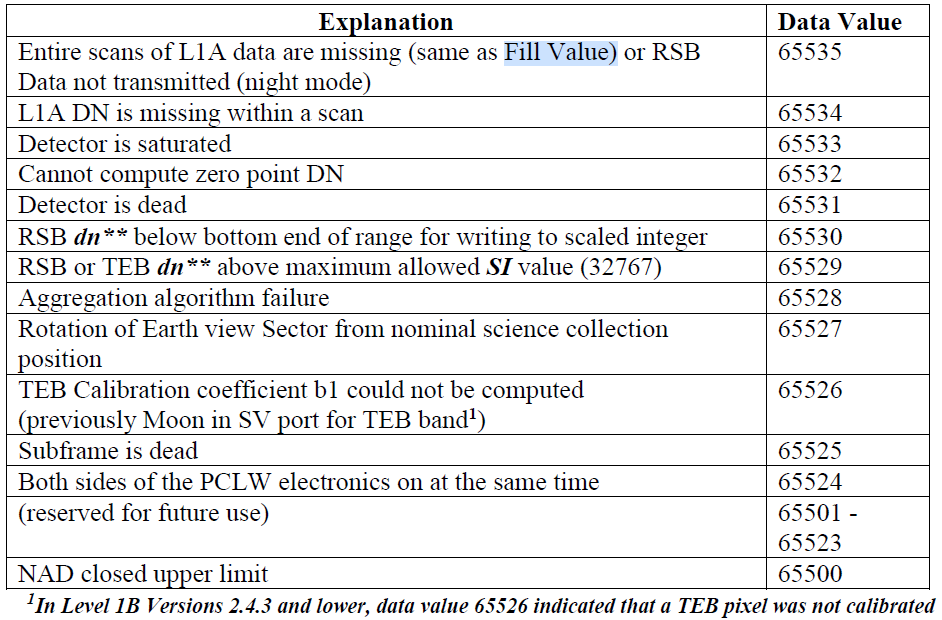 Explanation Data Value
Entire scans of L1A data are missing (same as Fill Value) or RSB 65535
Data not transmitted (night mode)
L1A DN is missing within a scan 65534
Detector is saturated 65533
Cannot compute zero point DN 65532
Detector is dead 65531
RSB dn** below bottom end of range for writing to scaled integer 65530
RSB or TEB dn** above maximum allowed SI value (32767) 65529
Aggregation algorithm failure 65528
Rotation of Earth view Sector from nominal science collection 65527
position
TEB Calibration coefficient b1 could not be computed 65526
(previously Moon in SV port for TEB band¹)
Subframe is dead 65525
Both sides of the PCLW electronics on at the same time 65524
(reserved for future use) 65501 -
65523
NAD closed upper limit 65500
¹In Level 1B Versions 2.4.3 and lower, data value 65526 indicated that a TEB pixel was not calibrated